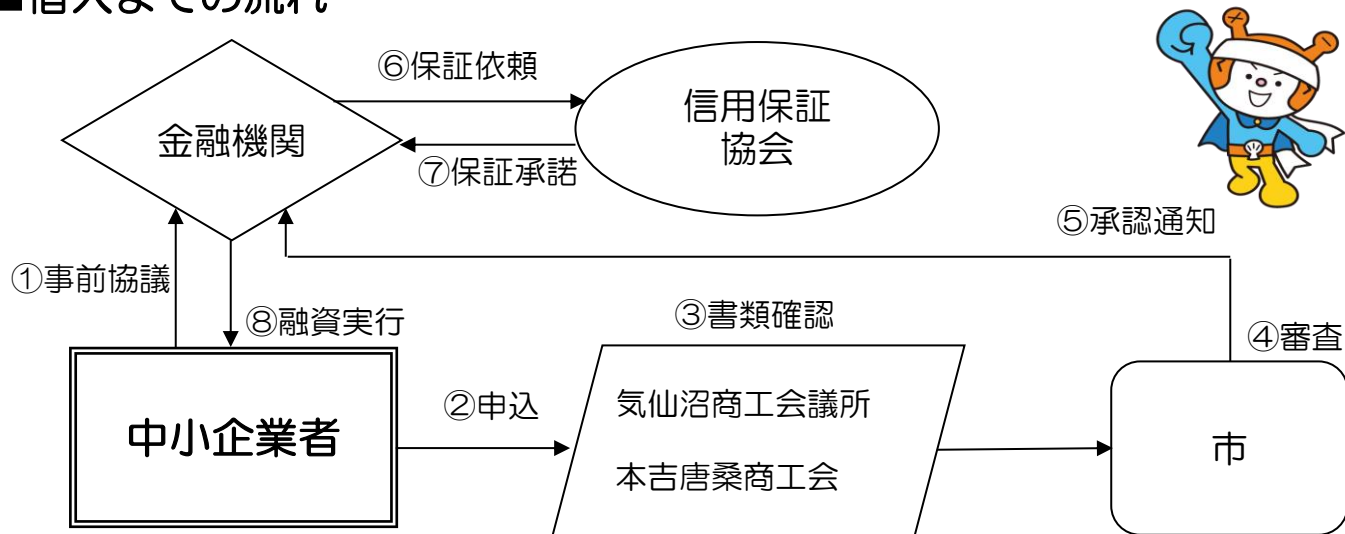 ■借入までの流れ
⑥保証依頼
信用保証
協会
金融機関
⑦保証承諾
⑤承認通知
①事前協議
⑧融資実行
③書類確認
④審査
中小企業者
②申込
気仙沼商工会議所
本吉唐桑商工会
市